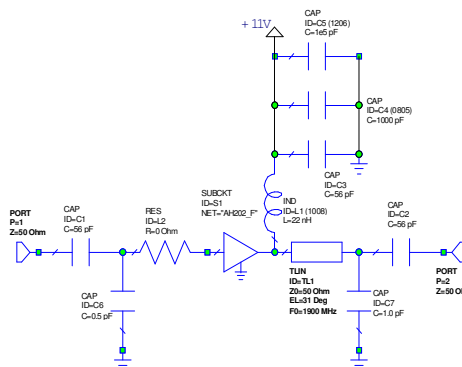 CAP
ID=C5 (1206)
C=1e5 pF
+ 11V
CAP
ID=C4 (0805)
C=1000 pF
CAP
ID=C3
C=56 pF
SUBCKT
ID=S1
NET="AH202_F"
IND
ID=L1 (1008)
L=22 nH
CAP
ID=C2
C=56 pF
CAP
ID=C1
C=56 pF
RES
ID=L2
R=0 Ohm
PORT
P=1
Z=50 Ohm
TLIN
ID=TL1
Z0=50 Ohm
EL=31 Deg
F0=1900 MHz
PORT
P=2
Z=50
CAP
ID=C6
C=0.5 pF
CAP
ID=C7
C=1.0 pF